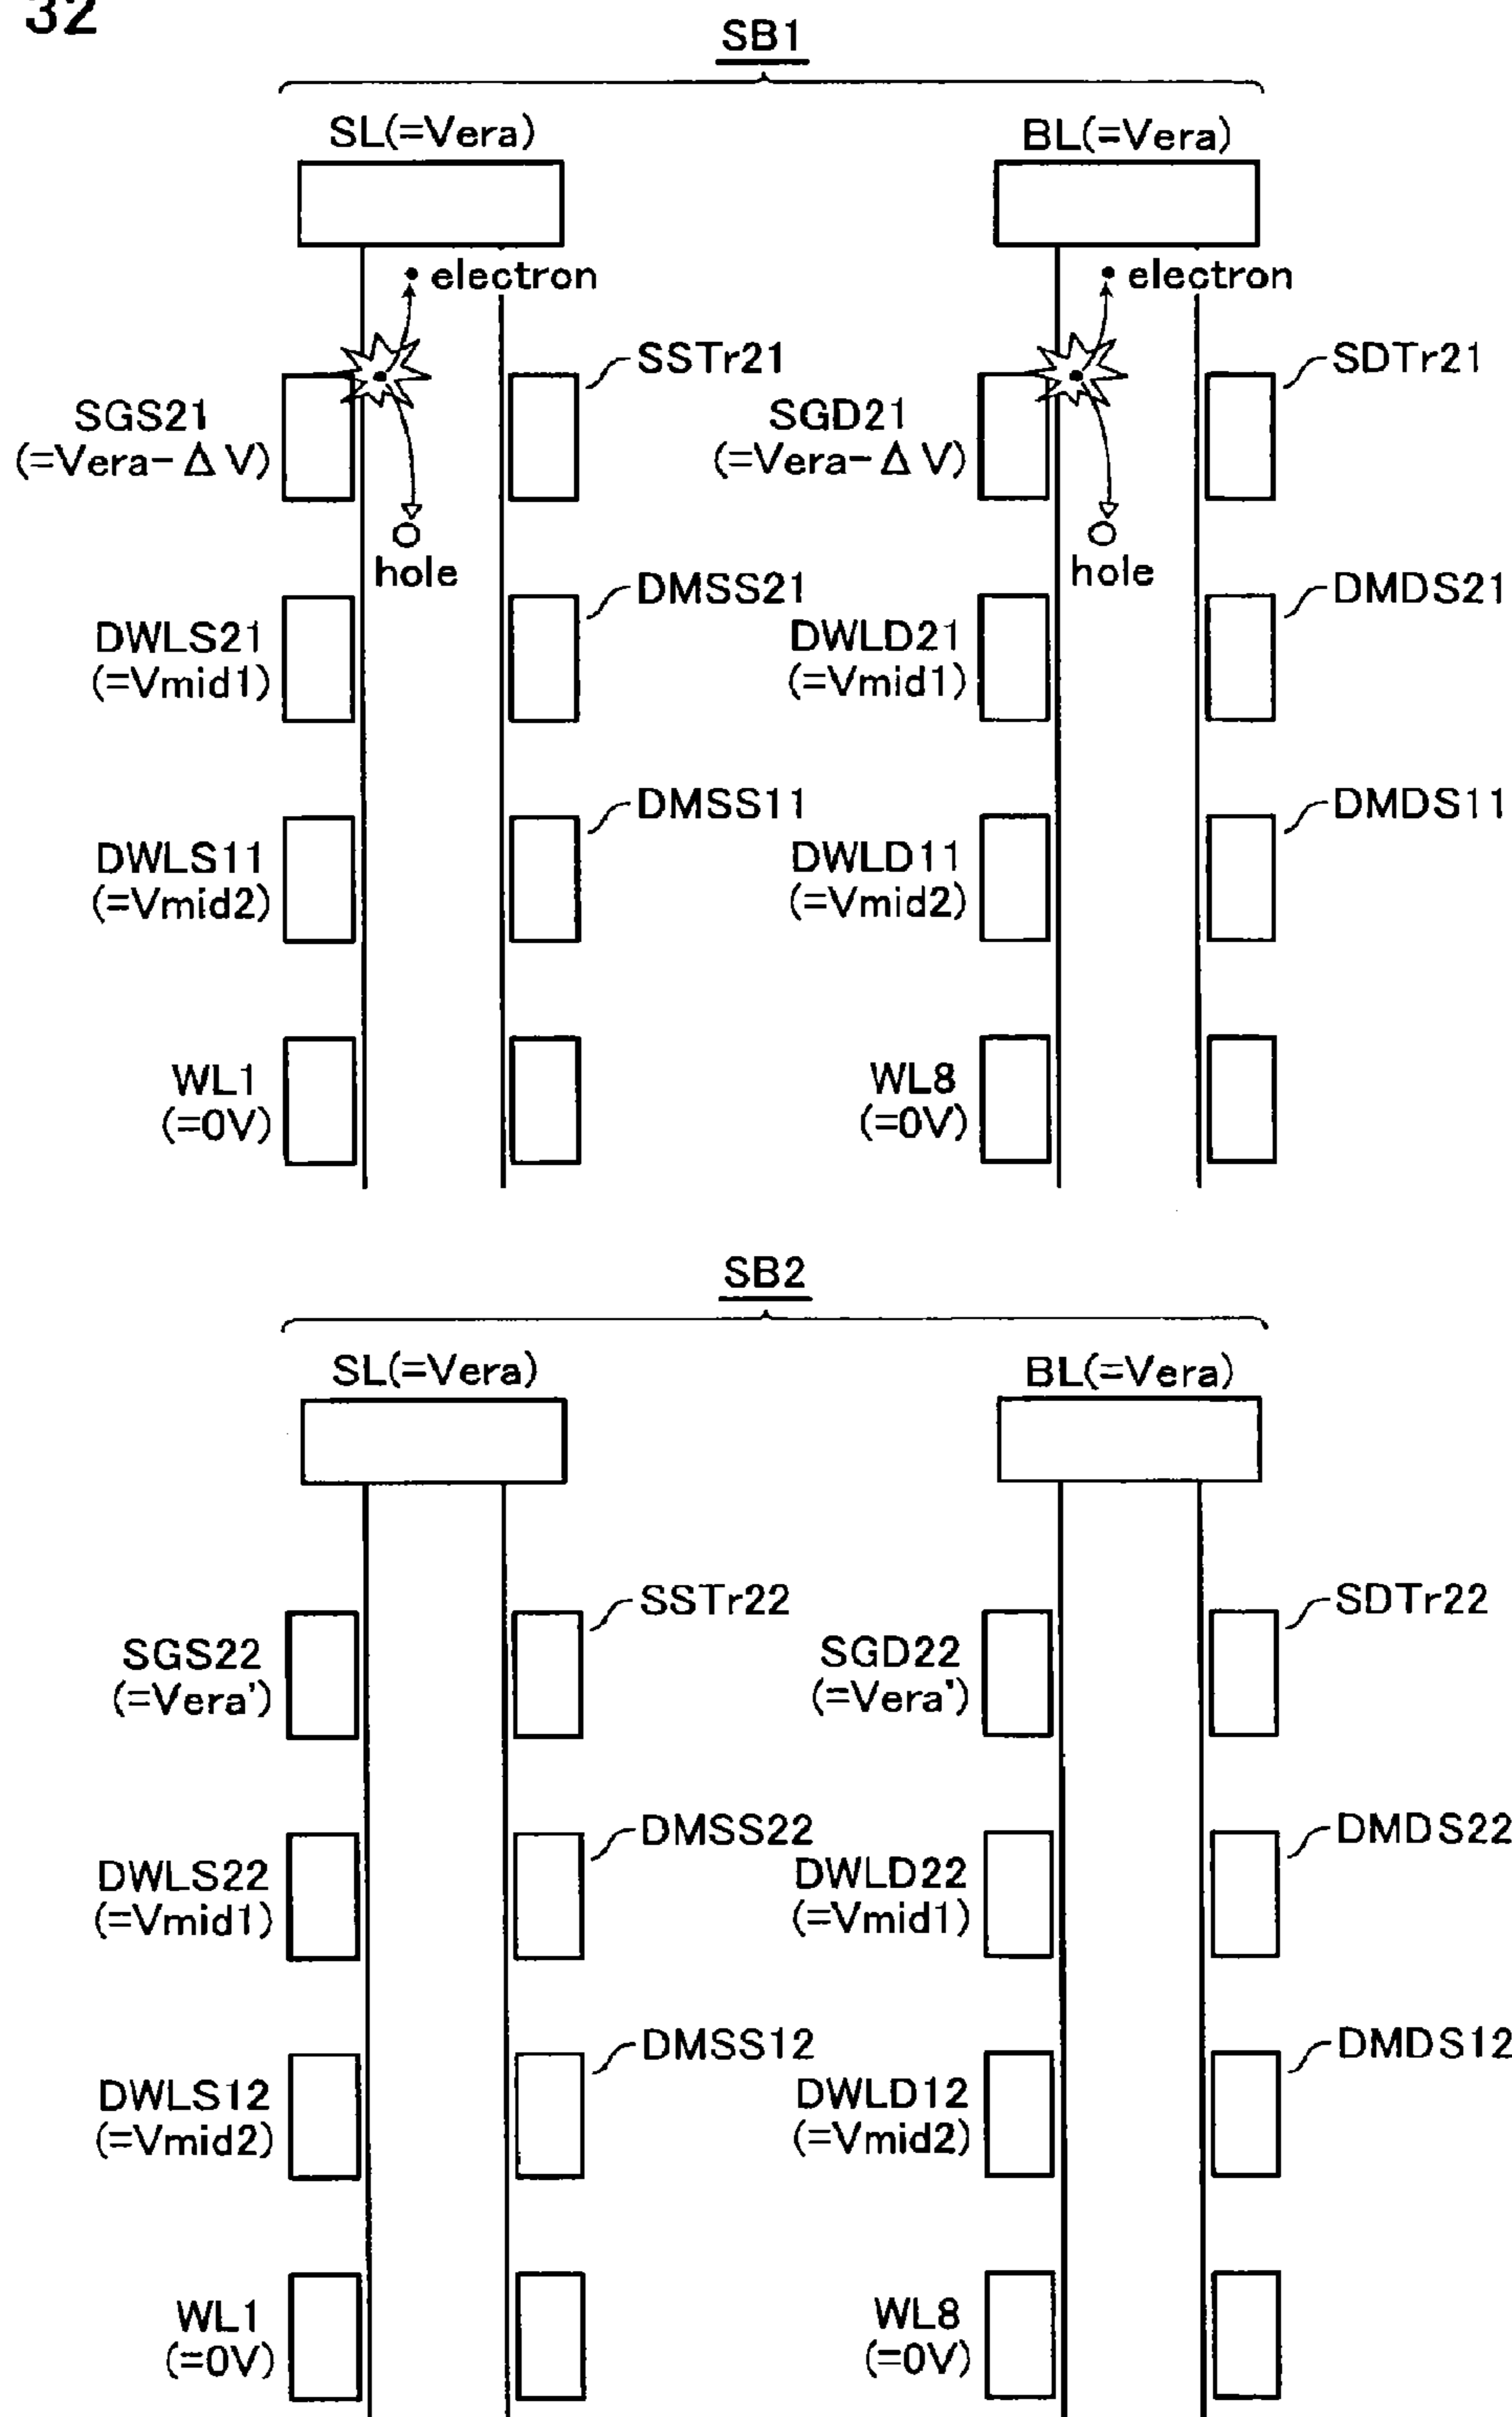 32
SB1
SL(=Vera)
BL(=Vera)
electron
electron
SSTr21
SDTr21
SGS21
(=Vera-ΔV)
SGD21
(=Vera-ΔV)
hole
hole
DMSS21
DMDS21
DWLS21
(=Vmid1)
DWLD21
(=Vmid1)
DMSS11
DMDS11
DWLS11
(=Vmid2)
DWLD11
(=Vmid2)
WL1
(=0V)
WL8
(=0V)
SB2
SL(=Vera)
BL(=Vera)
SSTr22
SDTr22
SGS22
(=Vera')
SGD22
(=Vera')
DMSS22
DMDS22
DWLS22
(=Vmid1)
DWLD22
(=Vmid1)
DMSS12
DMDS12
DWLS12
(=Vmid2)
DWLD12
(=Vmid2)
WL1
(=0V)
WL8
(=0V)